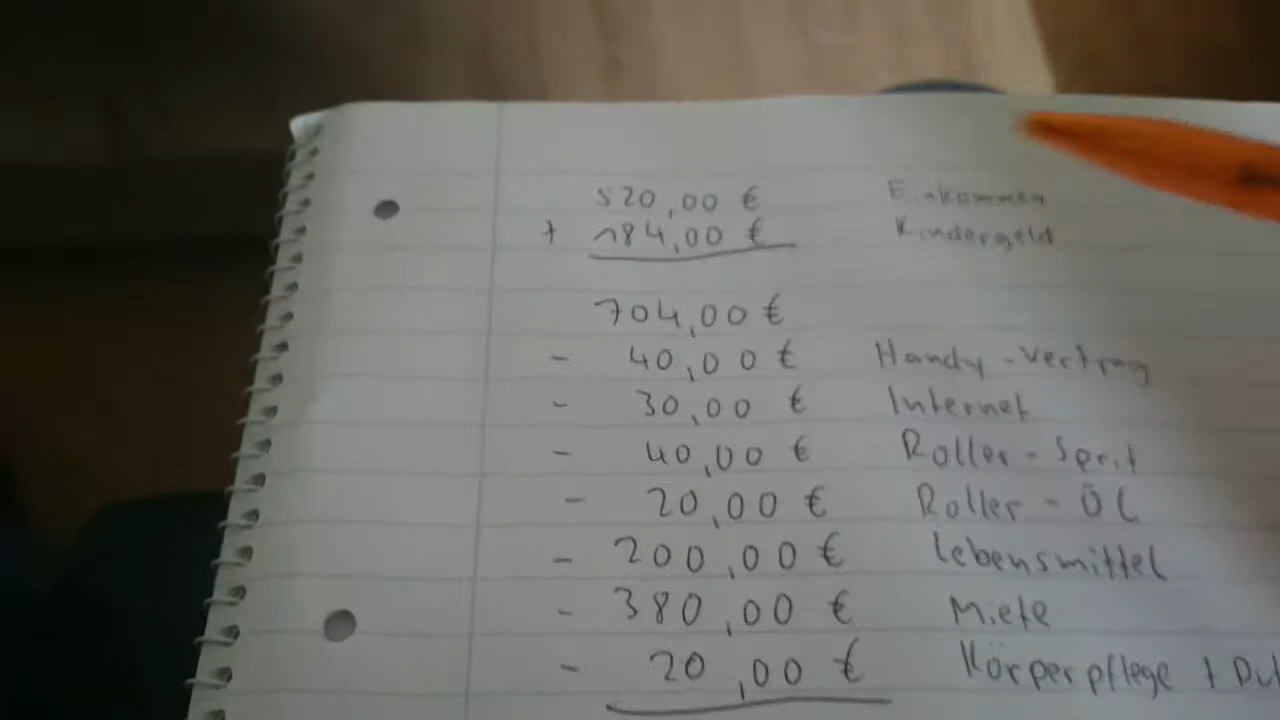 520,00 € Einkommen
+ 184,00 € Kindergeld
704,00 €
- 40,00 € Handy-Vertrag
- 30,00 € Internet
- 40,00 € Roller-Sprit
- 20,00 € Roller-Öl
- 200,00 € Lebensmittel
- 380,00 € Miete
- 20,00 € Körperpflege +